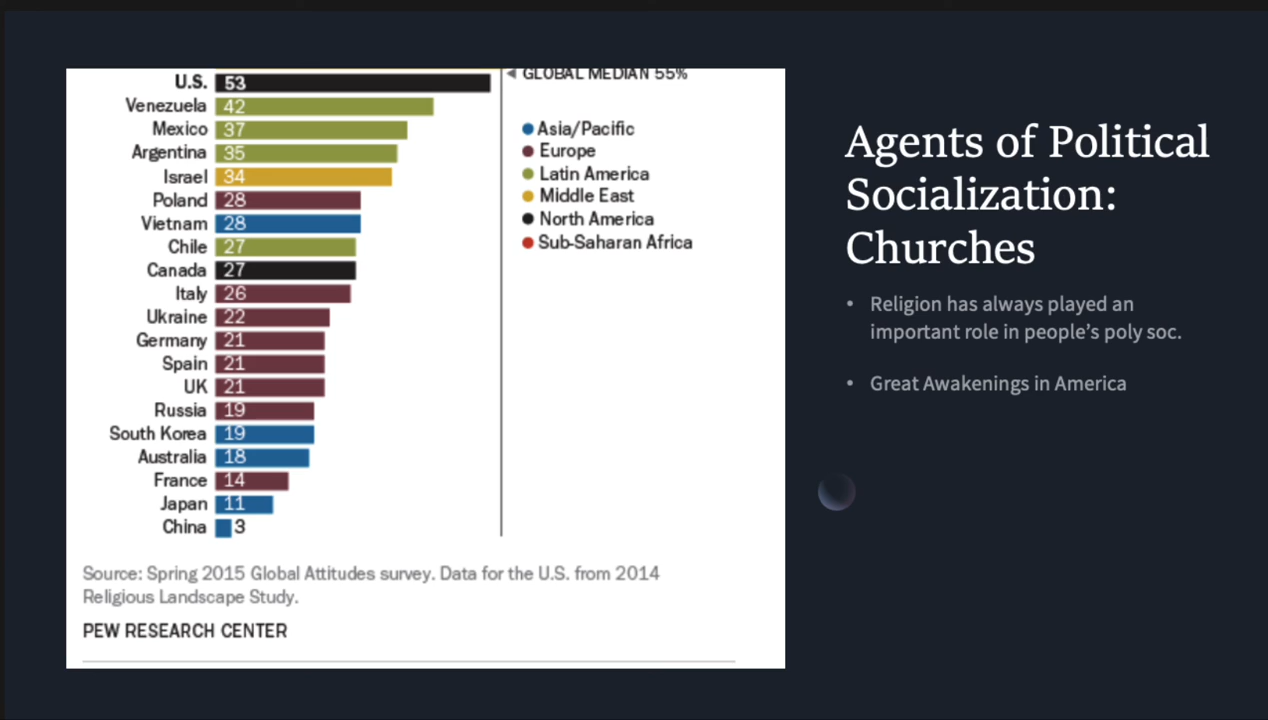 U.S. 53
Venezuela 42
Mexico 37
Argentina 35
Israel 34
Poland 28
Vietnam 28
Chile 27
Canada 27
Italy 26
Ukraine 22
Germany 21
Spain 21
UK 21
Russia 19
South Korea 19
Australia 18
France 14
Japan 11
China 3
◀ GLOBAL MEDIAN 55%
Asia/Pacific
Europe
Latin America
Middle East
North America
Sub-Saharan Africa
Source: Spring 2015 Global Attitudes survey. Data for the U.S. from 2014
Religious Landscape Study.
PEW RESEARCH CENTER
Agents of Political
Socialization:
Churches
• Religion has always played an
important role in people’s poly soc.
• Great Awakenings in America